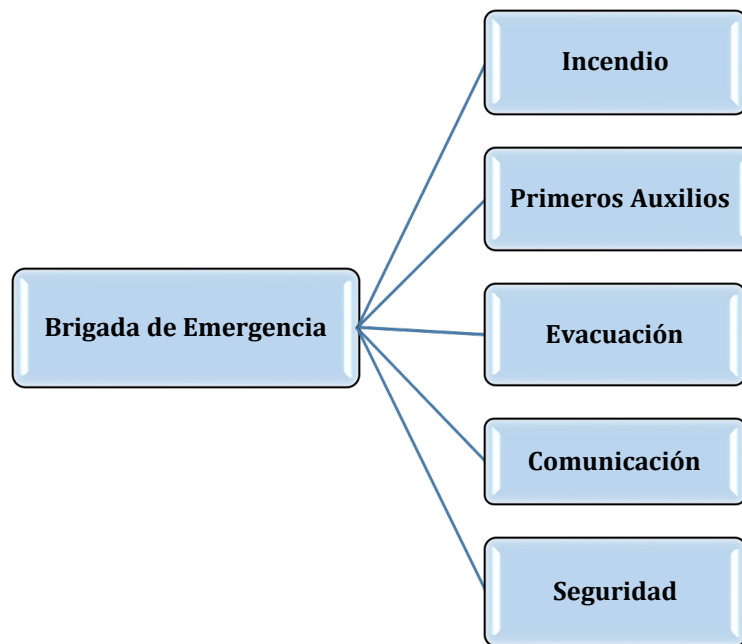 Incendio
Primeros Auxilios
Brigada de Emergencia
Evacuación
Comunicación
Seguridad